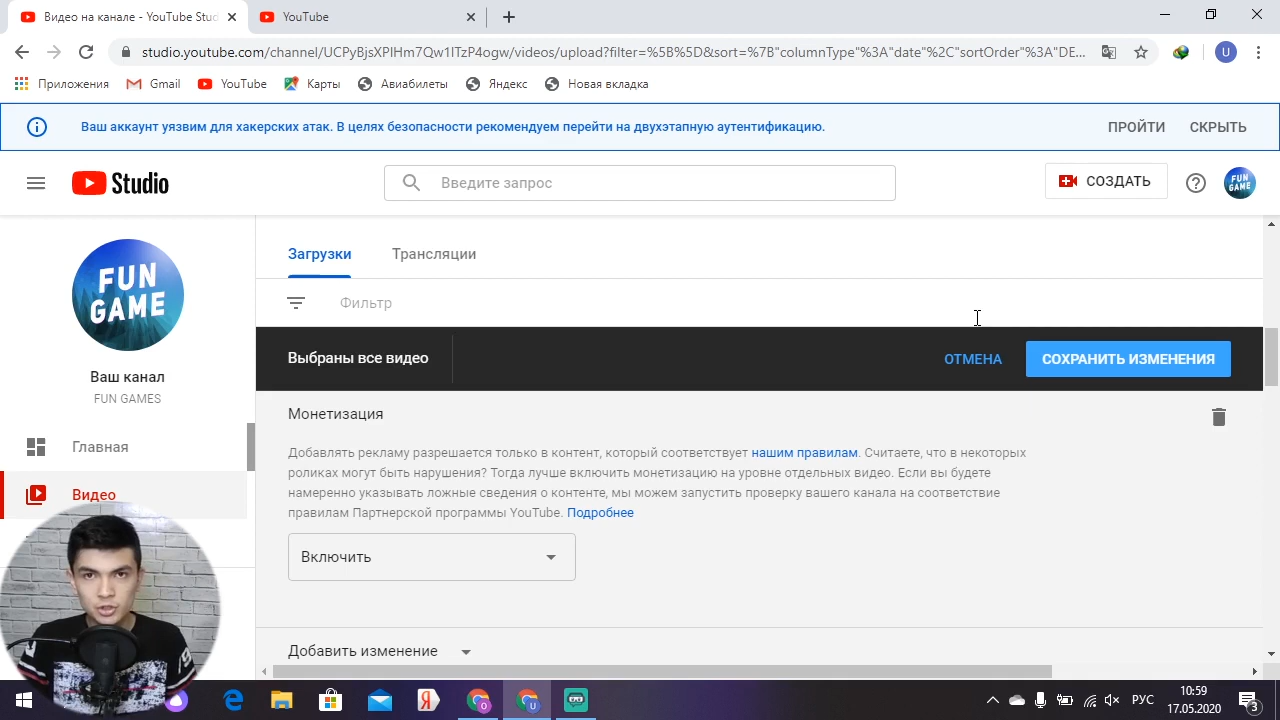 Видео на канале - YouTube Stud
YouTube
studio.youtube.com/channel/UCPyBjsXPIHm7Qw1lTzP4ogw/videos/upload?filter=%5B%5D&sort=%7B"columnType"%3A"date"%2C"sortOrder"%3A"DE...
Приложения
Gmail
YouTube
Карты
Авиабилеты
Яндекс
Новая вкладка
U
Ваш аккаунт уязвим для хакерских атак. В целях безопасности рекомендуем перейти на двухэтапную аутентификацию.
ПРОЙТИ
СКРЫТЬ
Studio
Введите запрос
СОЗДАТЬ
FUN
GAME
FUN
GAME
Ваш канал
FUN GAMES
Главная
Видео
Загрузки
Трансляции
Фильтр
Выбраны все видео
ОТМЕНА
СОХРАНИТЬ ИЗМЕНЕНИЯ
Монетизация
Добавлять рекламу разрешается только в контент, который соответствует нашим правилам. Считаете, что в некоторых
роликах могут быть нарушения? Тогда лучше включить монетизацию на уровне отдельных видео. Если вы будете
намеренно указывать ложные сведения о контенте, мы можем запустить проверку вашего канала на соответствие
правилам Партнерской программы YouTube. Подробнее
Включить
Добавить изменение
РУС
10:59
17.05.2020
3